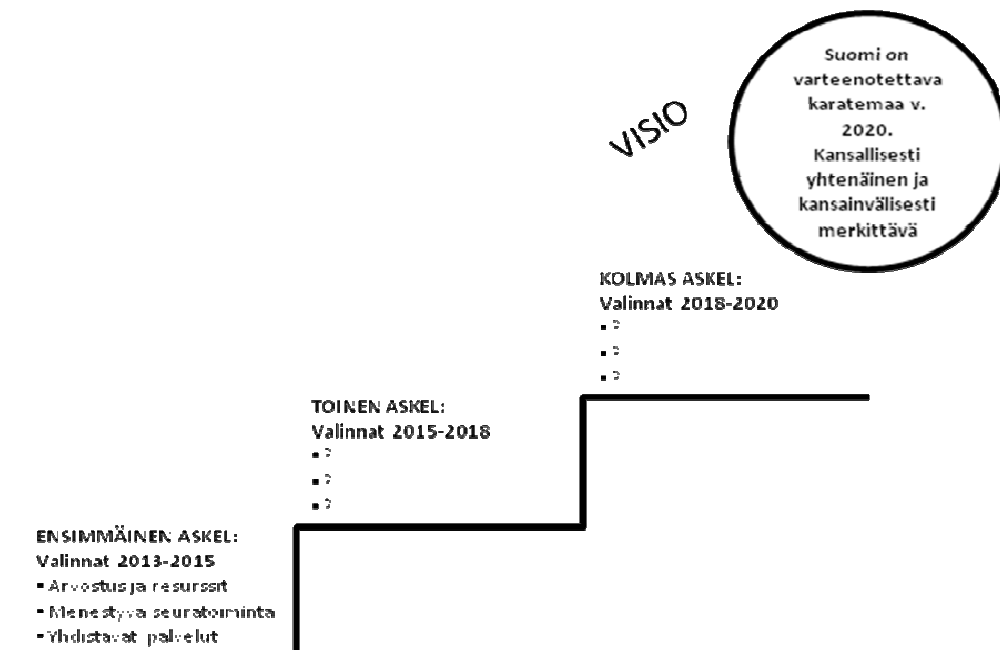 Suomi on
varteenotettava
karatemaa v.
2020.
Kansallisesti
yhtenäinen ja
kansainvälisesti
merkittävä
VISIO
KOLMAS ASKEL:
Valinnat 2018-2020
▪ ?
▪ ?
▪ ?
TOINEN ASKEL:
Valinnat 2015-2018
▪ ?
▪ ?
▪ ?
ENSIMMÄINEN ASKEL:
Valinnat 2013-2015
▪ Arvostus ja resurssit
▪ Menestyvä seuratoiminta
▪ Yhdistävät palvelut